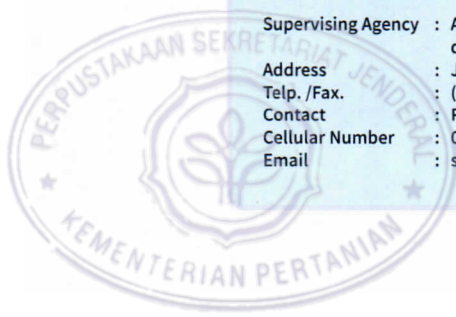 Supervising Agency :
Address :
Telp. /Fax. : (
Contact :
Cellular Number :
Email : s
PERPUSTAKAAN SEKRETARIAT JENDERAL
KEMENTERIAN PERTANIAN